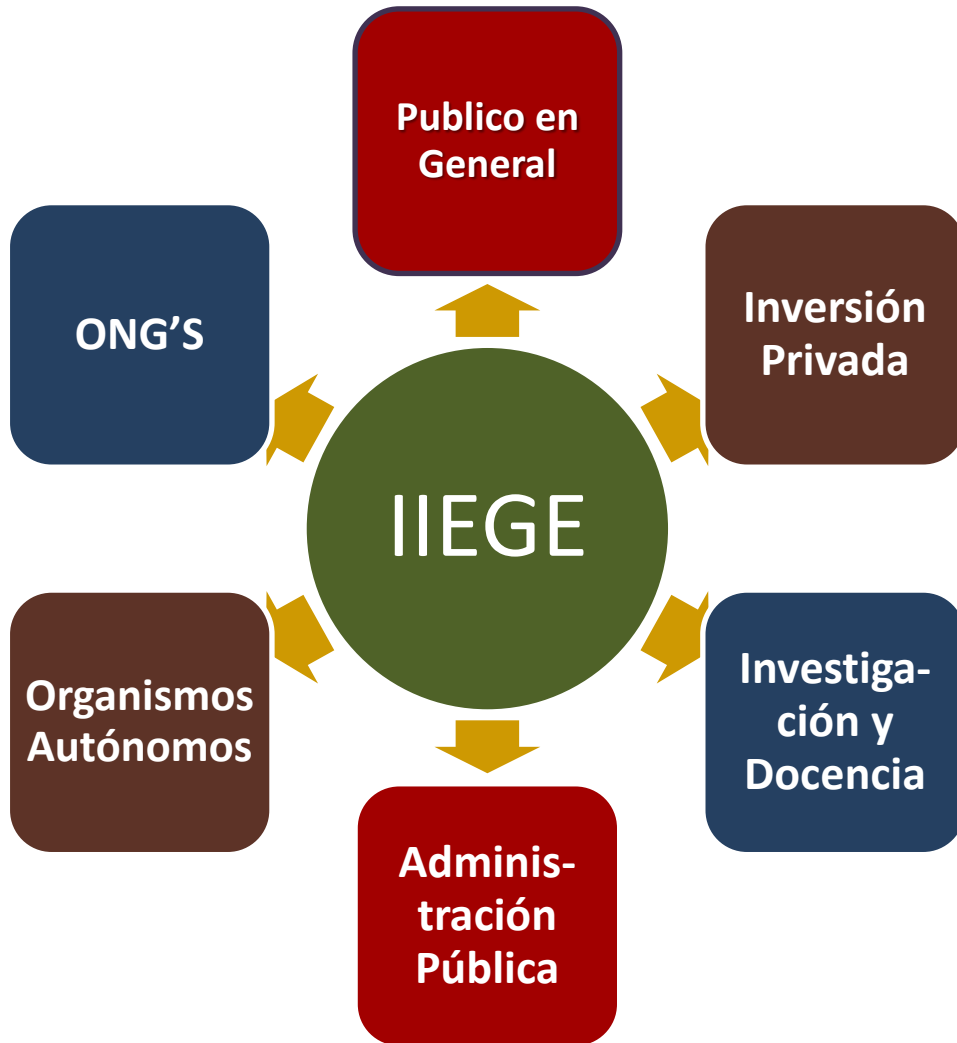 Publico en
General
ONG’S
Inversión
Privada
IIEGE
Organismos
Autónomos
Investiga-
ción y
Docencia
Adminis-
tración
Pública